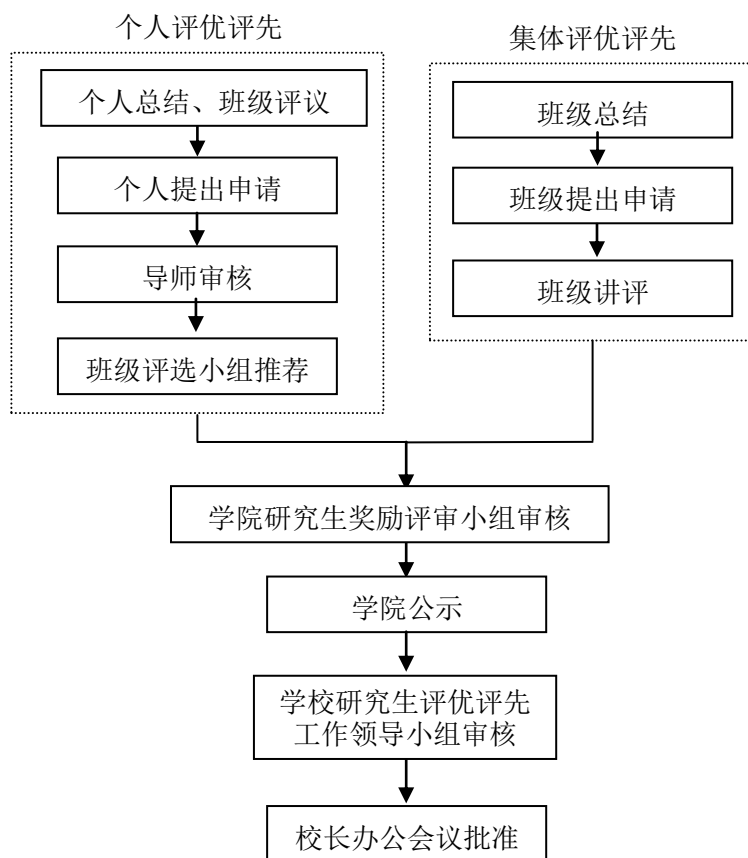 个人评优评先
个人总结、班级评议
个人提出申请
导师审核
班级评选小组推荐
集体评优评先
班级总结
班级提出申请
班级讲评
学院研究生奖励评审小组审核
学院公示
学校研究生评优评先
工作领导小组审核
校长办公会议批准